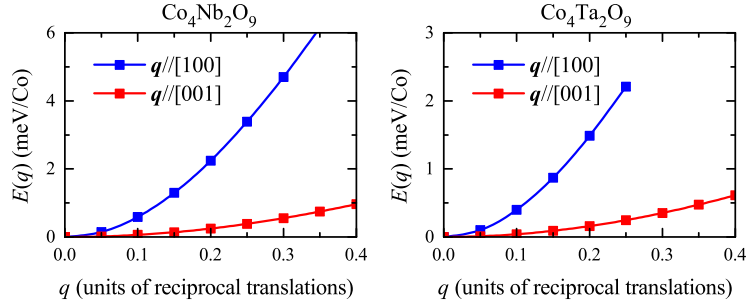 Co₄Nb₂O₉
E(q) (meV/Co)
6
4
2
0
q//[100]
q//[001]
0.0 0.1 0.2 0.3 0.4
q (units of reciprocal translations)
Co₄Ta₂O₉
E(q) (meV/Co)
3
2
1
0
q//[100]
q//[001]
0.0 0.1 0.2 0.3 0.4
q (units of reciprocal translations)